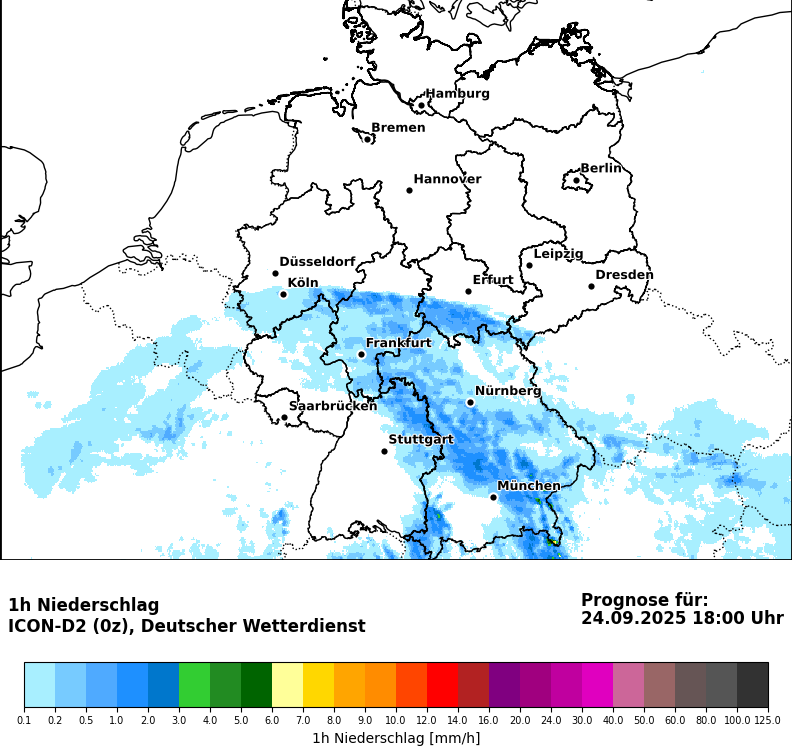 Hamburg
Bremen
Berlin
Hannover
Leipzig
Düsseldorf
Dresden
Erfurt
Köln
Frankfurt
Nürnberg
Saarbrücken
Stuttgart
München
1h Niederschlag
ICON-D2 (0z), Deutscher Wetterdienst
Prognose für:
24.09.2025 18:00 Uhr
0.1 0.2 0.5 1.0 2.0 3.0 4.0 5.0 6.0 7.0 9.0 10.0 12.0 14.0 16.0 20.0 24.0 30.0 40.0 50.0 60.0 80.0 100.0 125.0
1h Niederschlag [mm/h]